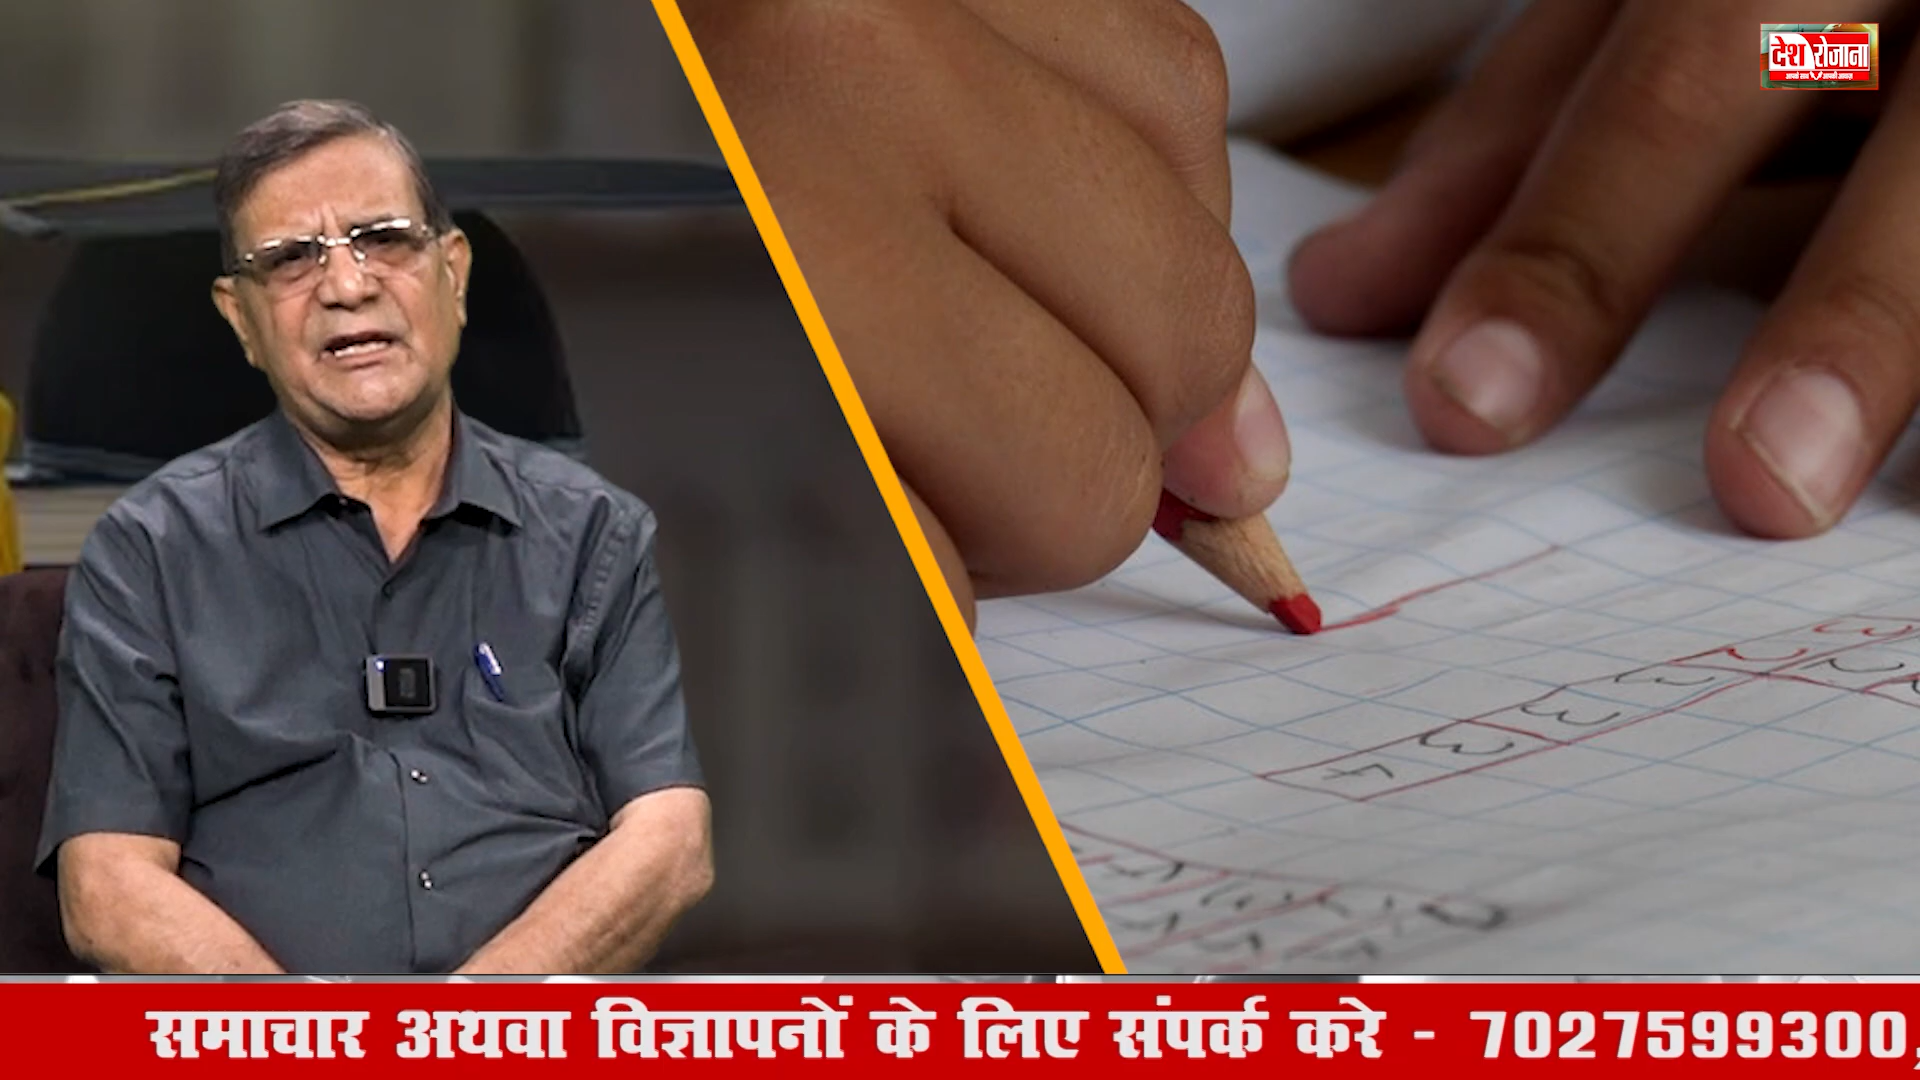 देश रोजाना
समाचार अथवा विज्ञापनों के लिए संपर्क करे - 7027599300,